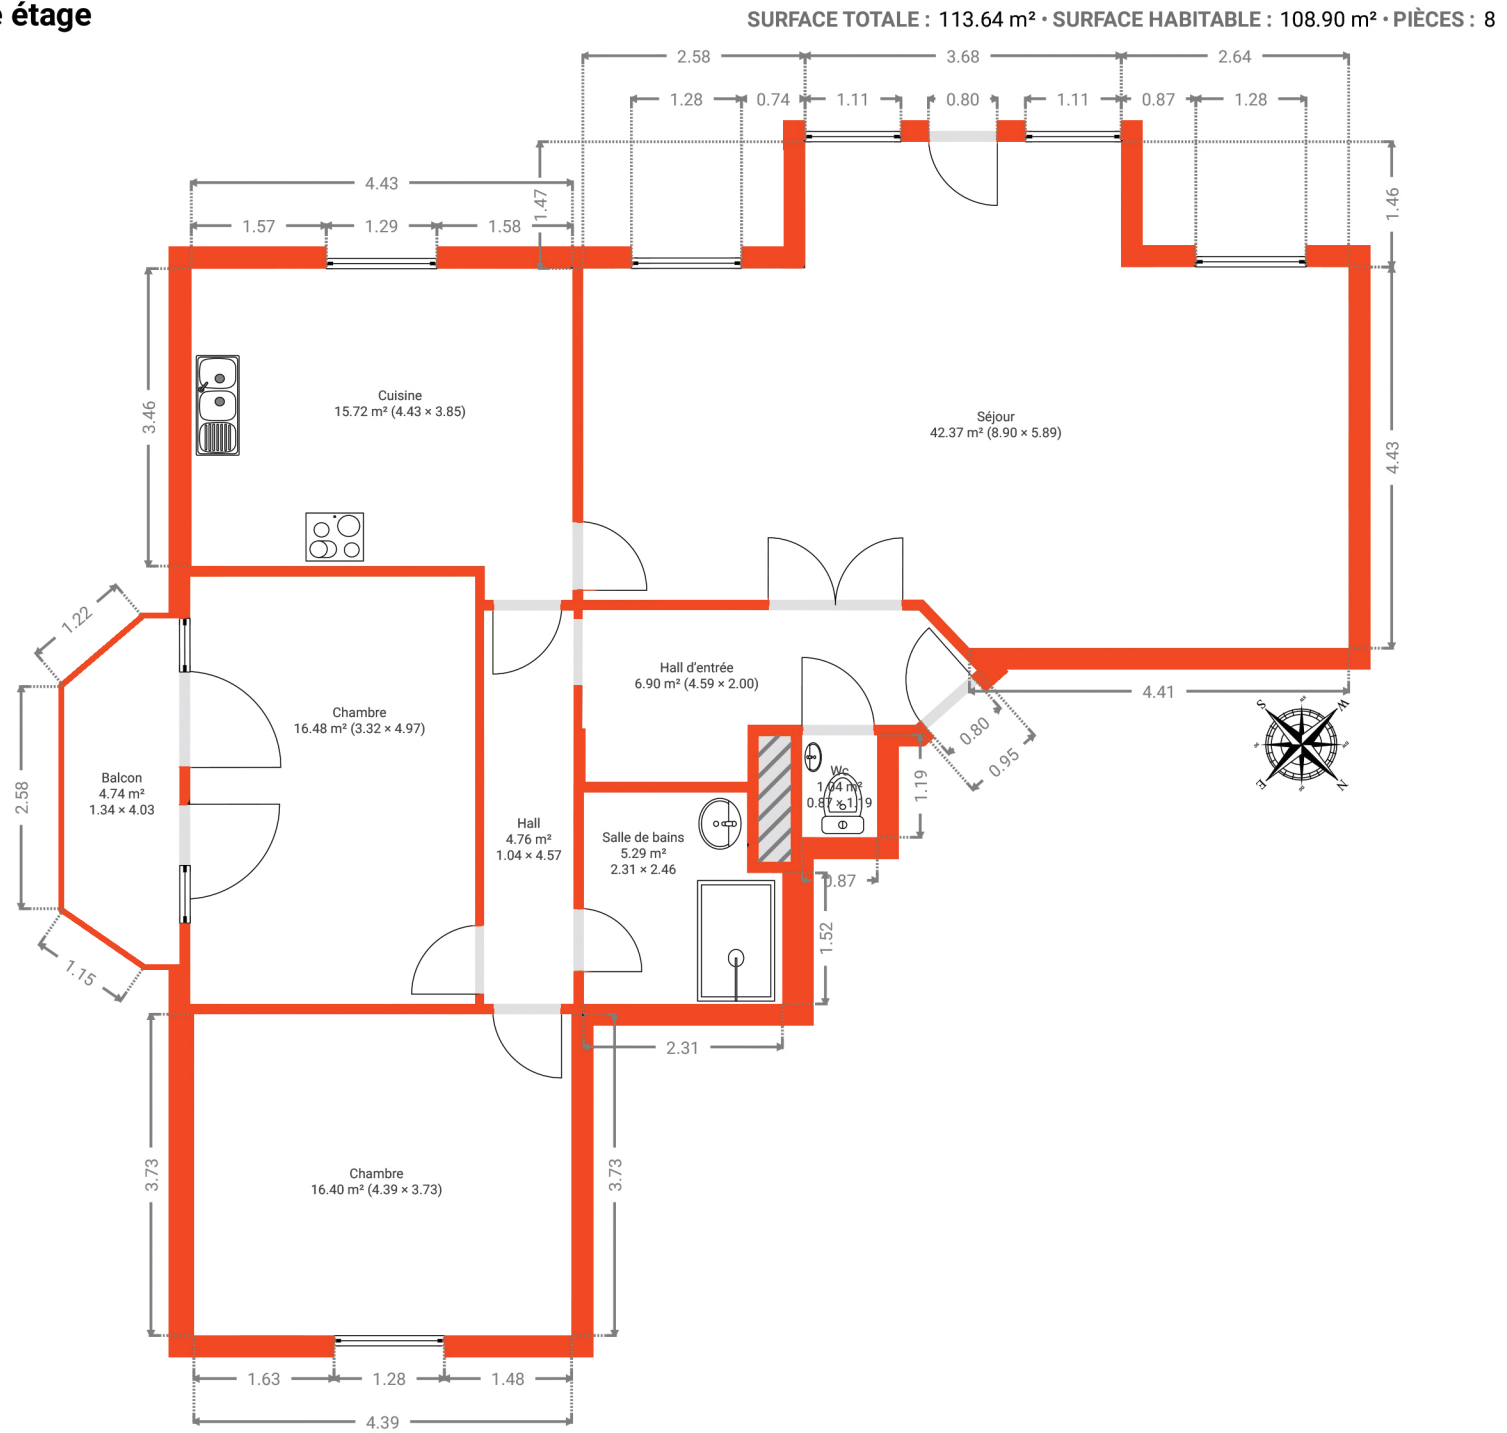 étage
SURFACE TOTALE : 113.64 m² • SURFACE HABITABLE : 108.90 m² • PIÈCES : 8
2.58 3.68 2.64
1.28 0.74 1.11 0.80 1.11 0.87 1.28
4.43
1.47
1.46
1.57 1.29 1.58
3.46
Cuisine
15.72 m² (4.43 × 3.85)
Séjour
42.37 m² (8.90 × 5.89)
4.43
1.22
Hall d'entrée
6.90 m² (4.59 × 2.00)
4.41
Chambre
16.48 m² (3.32 × 4.97)
S W
E N
0.80
0.95
Balcon
4.74 m²
1.34 × 4.03
2.58
Wc
1.04 m²
0.87 × 1.19
1.19
Hall
4.76 m²
1.04 × 4.57
Salle de bains
5.29 m²
2.31 × 2.46
0.87
1.52
1.15
2.31
3.73
3.73
Chambre
16.40 m² (4.39 × 3.73)
1.63 1.28 1.48
4.39